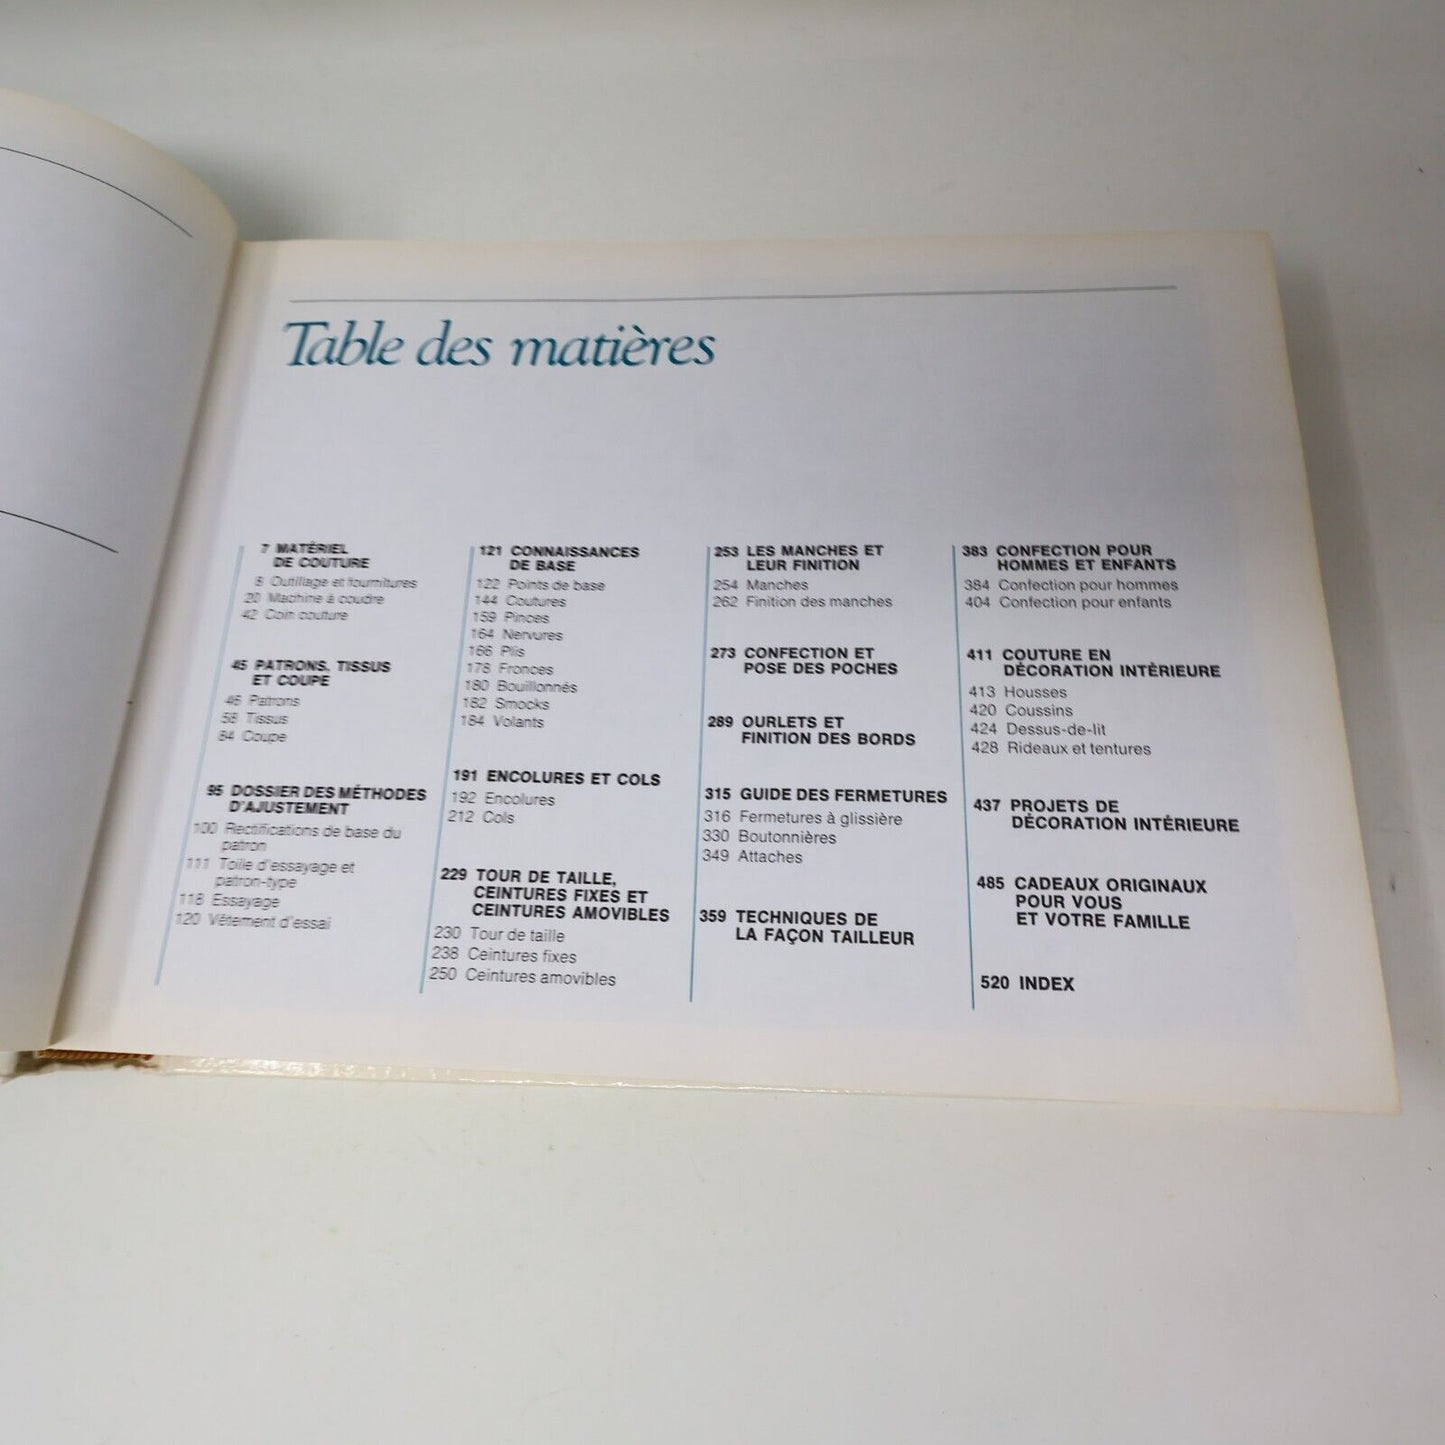 Table des matières
7 MATÉRIEL
DE COUTURE
8 Outillage et fournitures
20 Machine à coudre
42 Coin couture
45 PATRONS, TISSUS
ET COUPE
46 Patrons
58 Tissus
84 Coupe
95 DOSSIER DES MÉTHODES
D'AJUSTEMENT
100 Rectifications de base du
patron
111 Toile d'essayage et
patron-type
118 Essayage
120 Vêtement d'essai
121 CONNAISSANCES
DE BASE
122 Points de base
144 Coutures
159 Pinces
164 Nervures
166 Plis
178 Fronces
180 Bouillonnés
182 Smocks
184 Volants
191 ENCOLURES ET COLS
192 Encolures
212 Cols
229 TOUR DE TAILLE,
CEINTURES FIXES ET
CEINTURES AMOVIBLES
230 Tour de taille
238 Ceintures fixes
250 Ceintures amovibles
253 LES MANCHES ET
LEUR FINITION
254 Manches
262 Finition des manches
273 CONFECTION ET
POSE DES POCHES
289 OURLETS ET
FINITION DES BORDS
315 GUIDE DES FERMETURES
316 Fermetures à glissière
330 Boutonnières
349 Attaches
359 TECHNIQUES DE
LA FAÇON TAILLEUR
383 CONFECTION POUR
HOMMES ET ENFANTS
384 Confection pour hommes
404 Confection pour enfants
411 COUTURE EN
DÉCORATION INTÉRIEURE
413 Housses
420 Coussins
424 Dessus-de-lit
428 Rideaux et tentures
437 PROJETS DE
DÉCORATION INTÉRIEURE
485 CADEAUX ORIGINAUX
POUR VOUS
ET VOTRE FAMILLE
520 INDEX